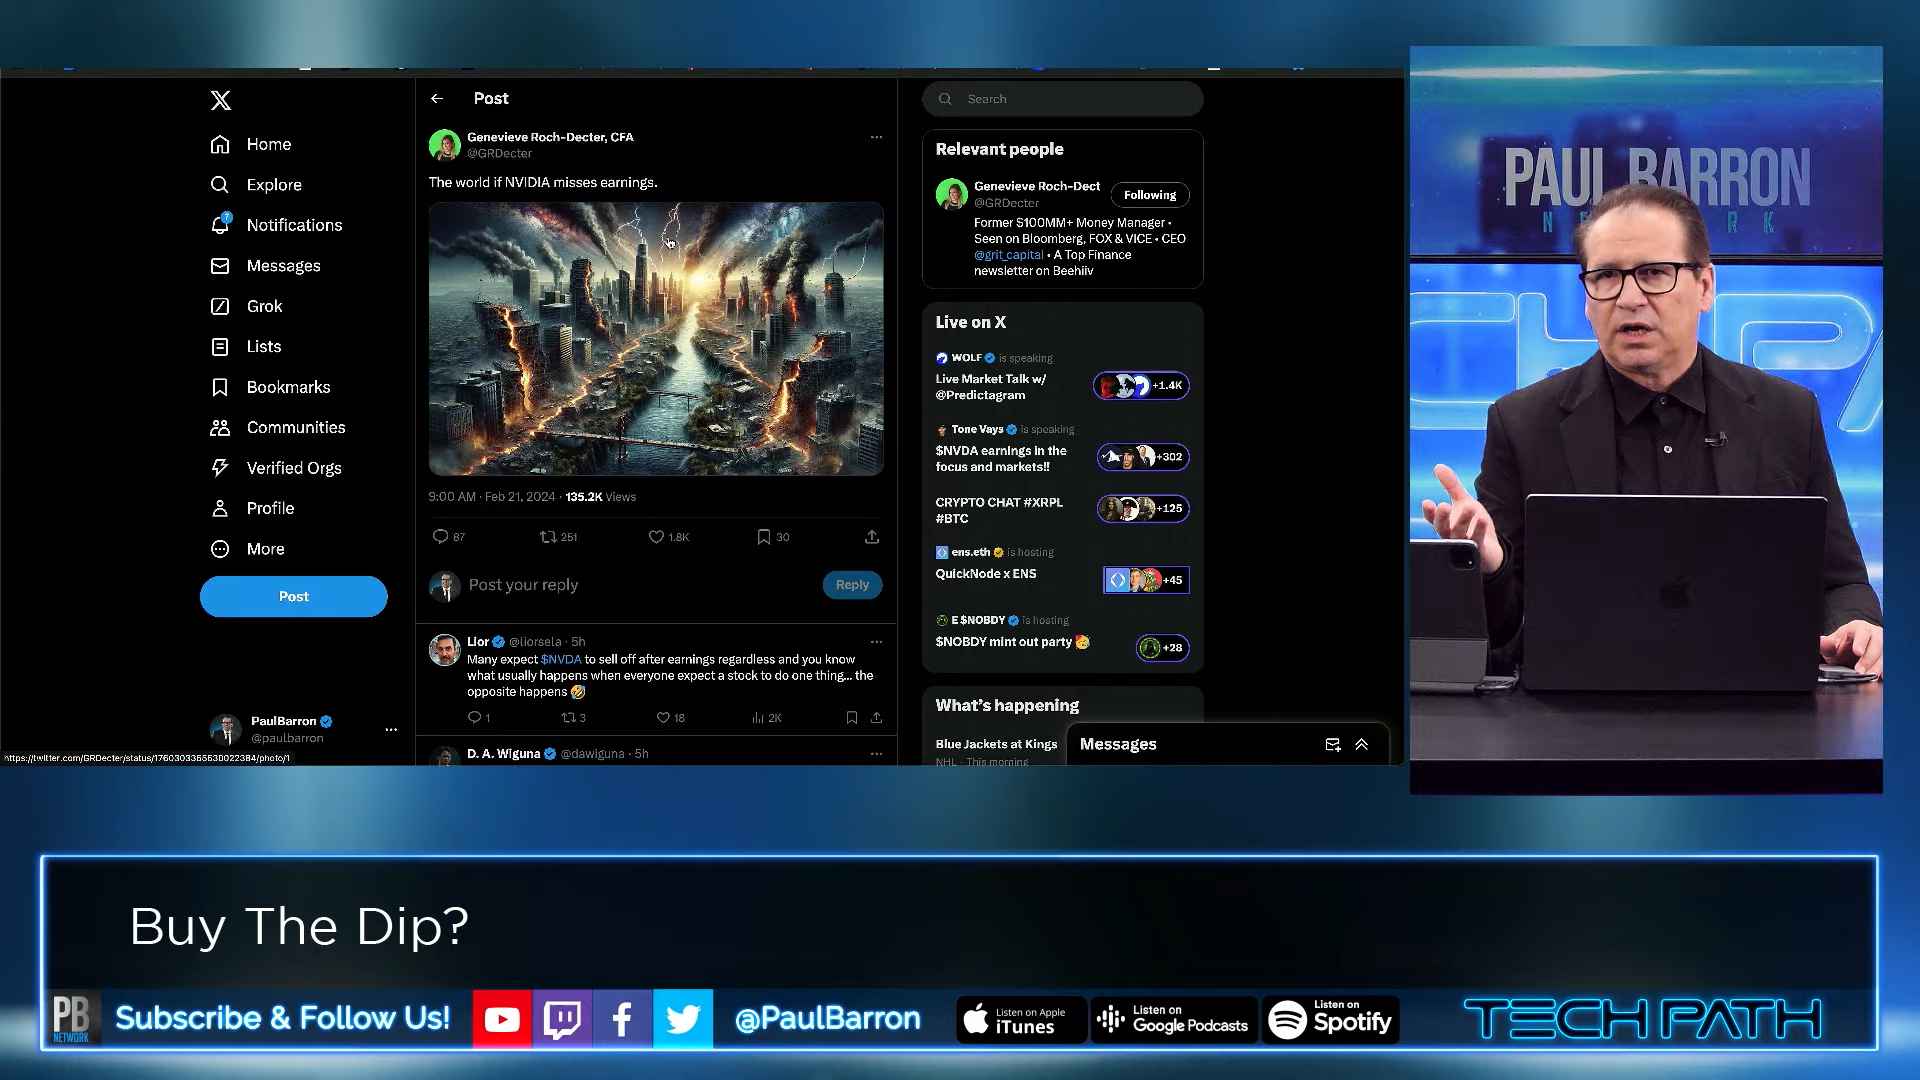 Home
Explore
7
Notifications
Messages
Grok
Lists
Bookmarks
Communities
Verified Orgs
Profile
More
Post
PaulBarron
@paulbarron
Post
Genevieve Roch-Decter, CFA
@GRDecter
The world if NVIDIA misses earnings.
9:00 AM · Feb 21, 2024 · 135.2K Views
87
251
1.8K
30
Post your reply
Reply
Lior @liorsela · 5h
Many expect $NVDA to sell off after earnings regardless and you know
what usually happens when everyone expect a stock to do one thing... the
opposite happens 🤣
1
3
18
2K
D. A. Wiguna @dawiguna · 5h
Search
Relevant people
Genevieve Roch-Dect
@GRDecter
Following
Former $100MM+ Money Manager •
Seen on Bloomberg, FOX & VICE • CEO
@grit_capital • A Top Finance
newsletter on Beehiiv
Live on X
WOLF is speaking
Live Market Talk w/
@Predictagram
+1.4K
Tone Vays is speaking
$NVDA earnings in the
focus and markets!!
+302
CRYPTO CHAT #XRPL
#BTC
+125
ens.eth is hosting
QuickNode x ENS
+45
E $NOBDY is hosting
$NOBDY mint out party 🥳
+28
What's happening
Blue Jackets at Kings
NHL · This morning
Messages
PAUL BARRON
Buy The Dip?
PB
NETWORK
Subscribe & Follow Us!
@PaulBarron
Listen on Apple
iTunes
Listen on
Google Podcasts
Listen on
Spotify
TECH PATH